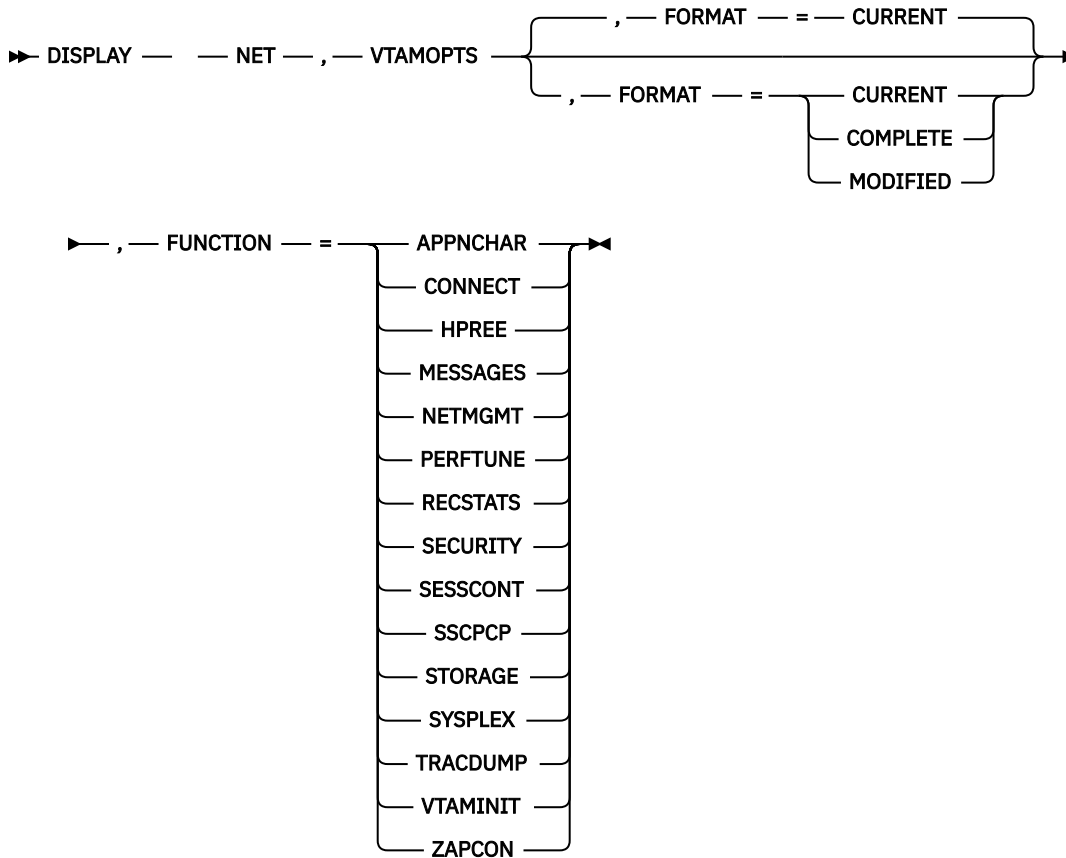 , FORMAT = CURRENT
DISPLAY NET , VTAMOPTS
, FORMAT = CURRENT
COMPLETE
MODIFIED
, FUNCTION = APPNCHAR
CONNECT
HPREE
MESSAGES
NETMGMT
PERFTUNE
RECSTATS
SECURITY
SESSCONT
SSCPCP
STORAGE
SYSPLEX
TRACDUMP
VTAMINIT
ZAPCON